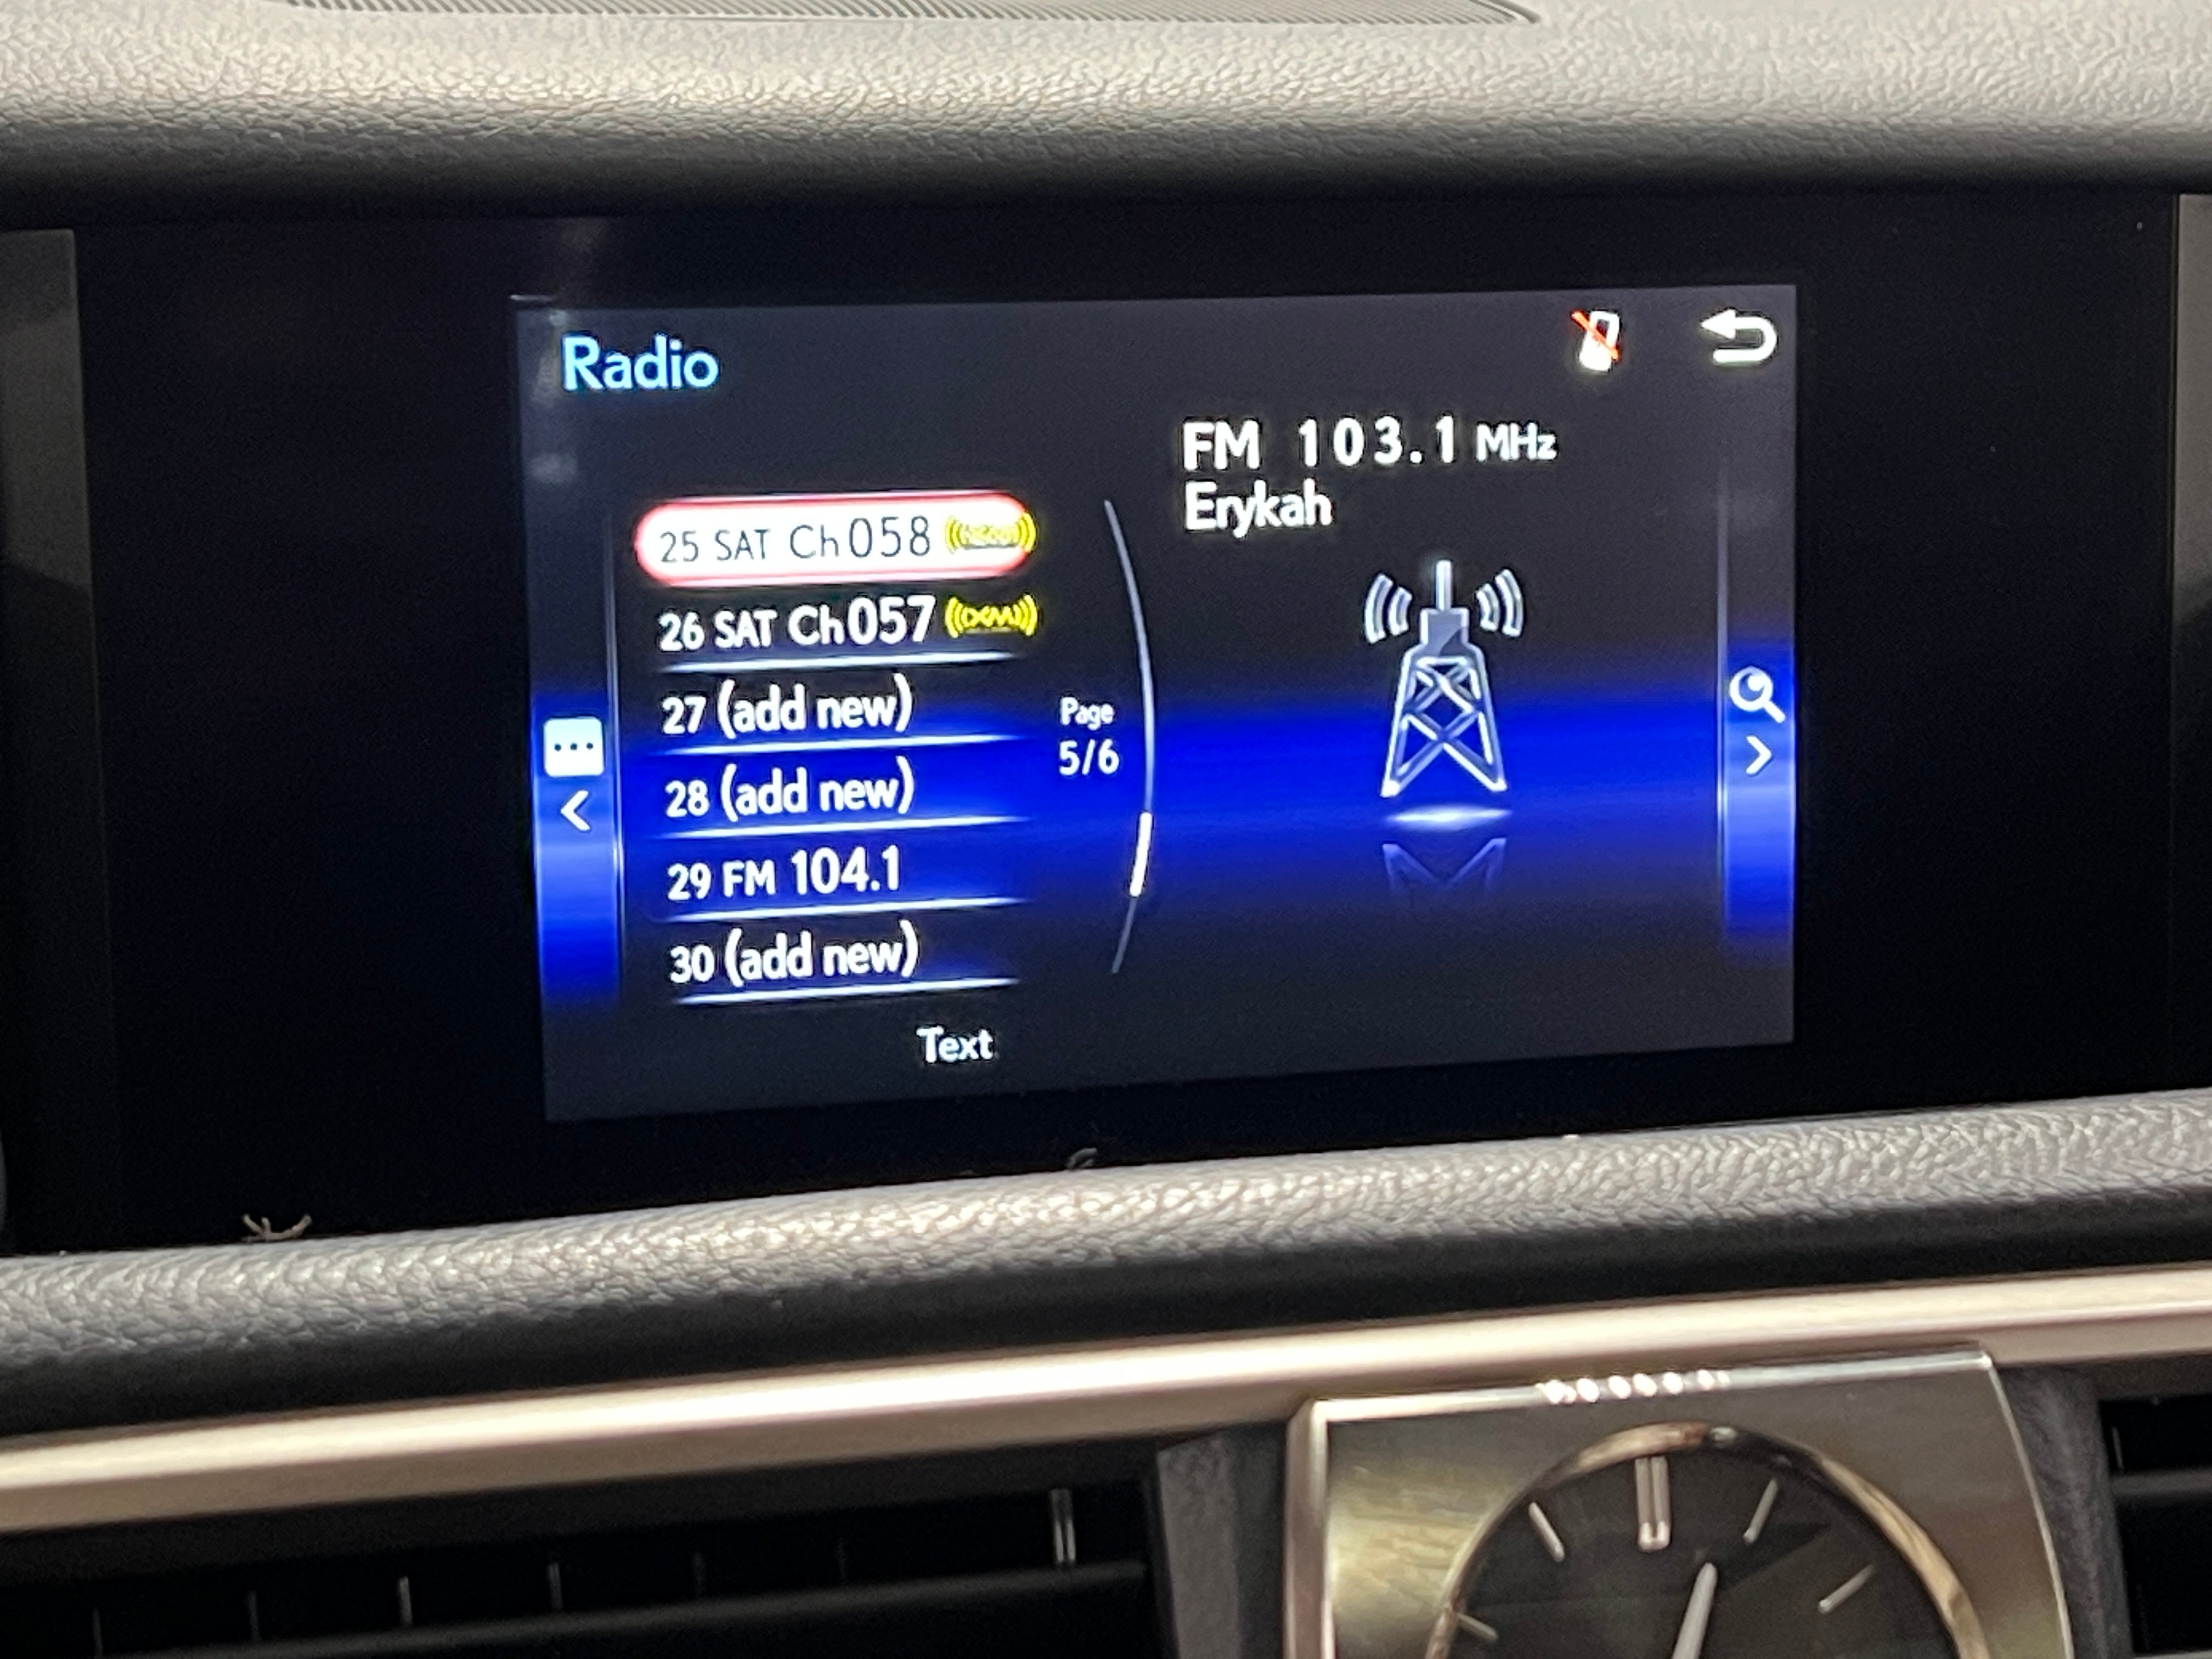 Radio
FM 103.1 MHz
Erykah
25 SAT Ch058
26 SAT Ch057 XM
27 (add new)
28 (add new)
29 FM 104.1
30 (add new)
Page
5/6
Text